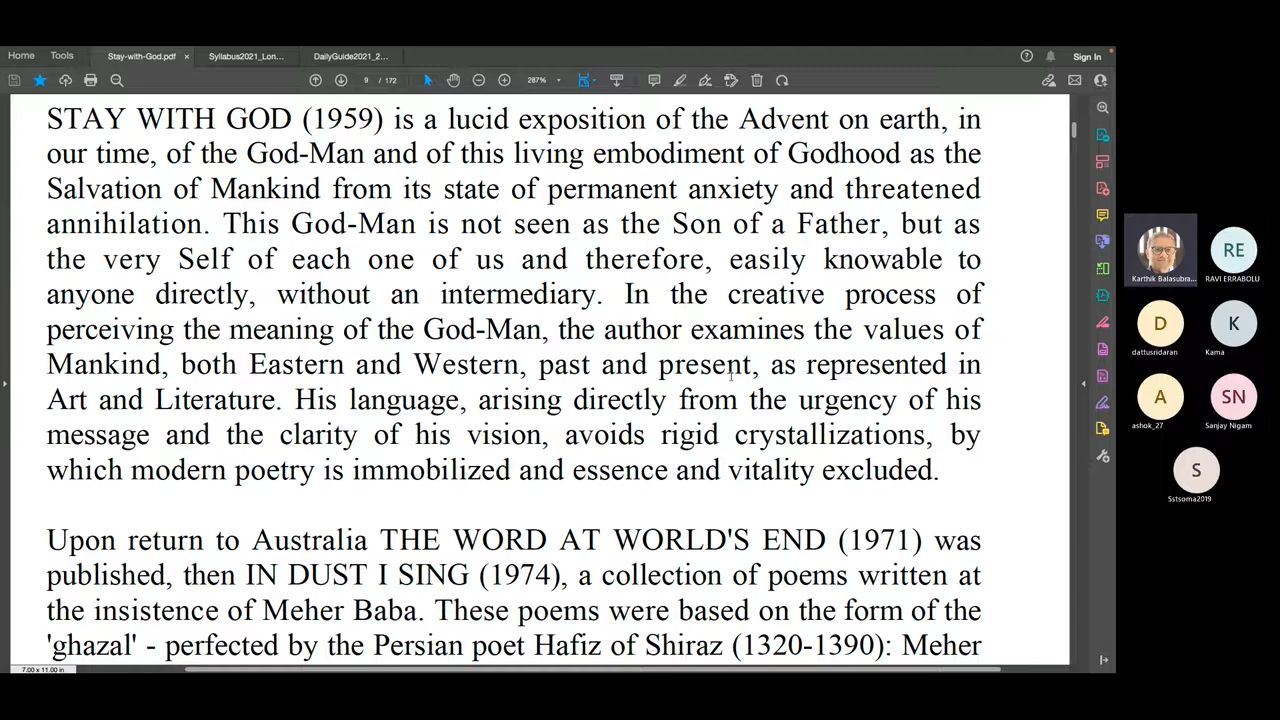 Home Tools Stay-with-God.pdf × Syllabus2021_Lon... DailyGuide2021_2... Sign In
9 / 172 287%
STAY WITH GOD (1959) is a lucid exposition of the Advent on earth, in
our time, of the God-Man and of this living embodiment of Godhood as the
Salvation of Mankind from its state of permanent anxiety and threatened
annihilation. This God-Man is not seen as the Son of a Father, but as
the very Self of each one of us and therefore, easily knowable to
anyone directly, without an intermediary. In the creative process of
perceiving the meaning of the God-Man, the author examines the values of
Mankind, both Eastern and Western, past and present, as represented in
Art and Literature. His language, arising directly from the urgency of his
message and the clarity of his vision, avoids rigid crystallizations, by
which modern poetry is immobilized and essence and vitality excluded.
Upon return to Australia THE WORD AT WORLD'S END (1971) was
published, then IN DUST I SING (1974), a collection of poems written at
the insistence of Meher Baba. These poems were based on the form of the
'ghazal' - perfected by the Persian poet Hafiz of Shiraz (1320-1390): Meher
7.00 x 11.00 in
Karthik Balasubra...
RE
RAVI ERRABOLU
D
dattusridaran
K
Kama
A
ashok_27
SN
Sanjay Nigam
S
Sstsoma2019